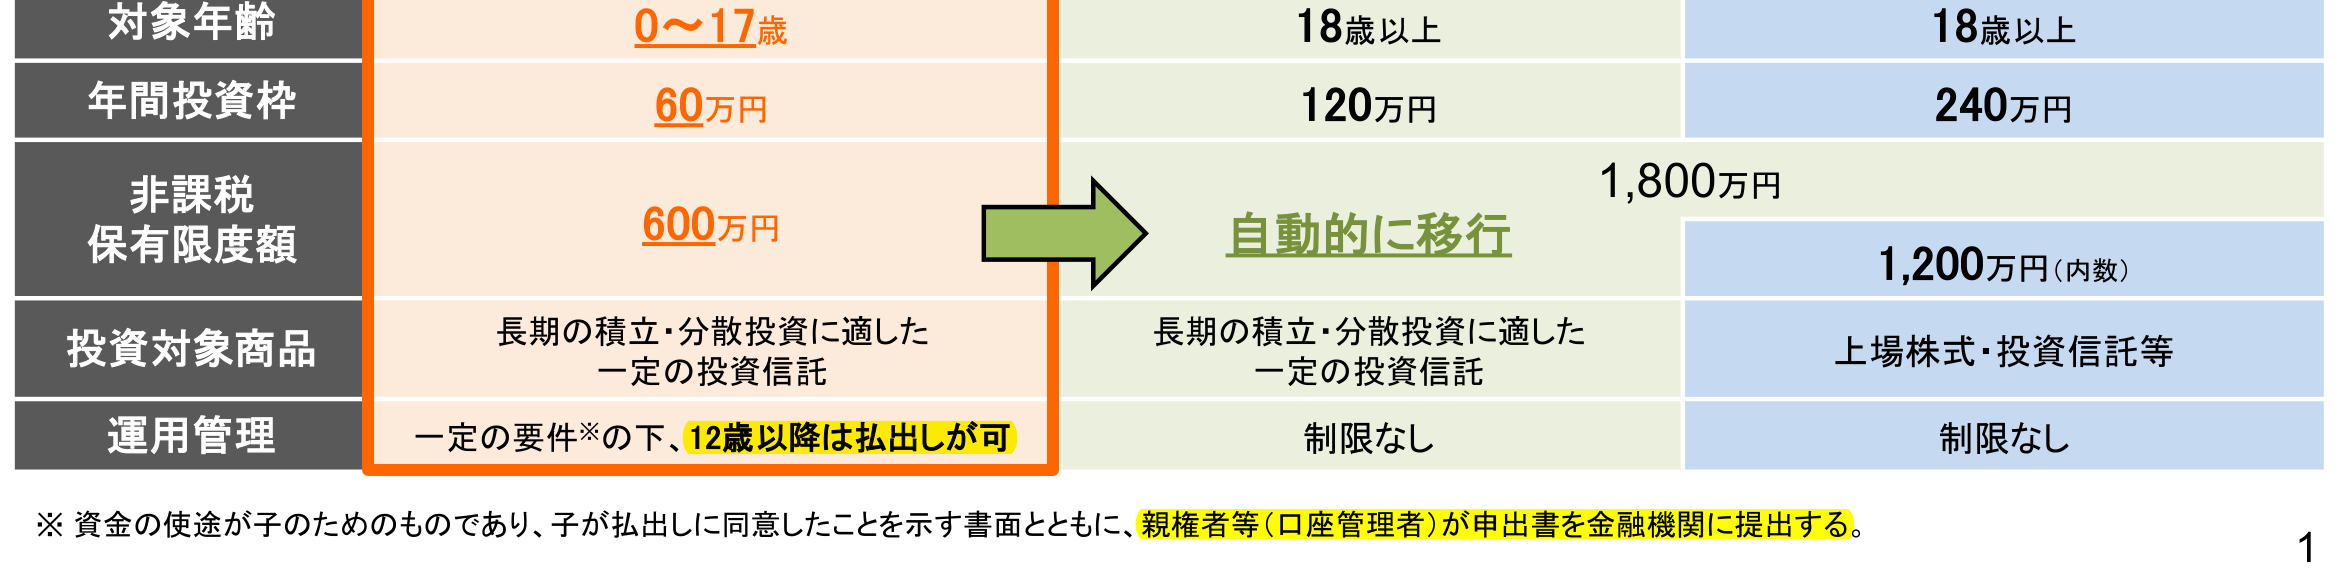 対象年齢 0～17歳 18歳以上 18歳以上
年間投資枠 60万円 120万円 240万円
非課税
保有限度額
600万円
1,800万円
自動的に移行
1,200万円（内数）
投資対象商品
長期の積立・分散投資に適した
一定の投資信託
長期の積立・分散投資に適した
一定の投資信託
上場株式・投資信託等
運用管理 一定の要件※の下、12歳以降は払出しが可 制限なし 制限なし
※ 資金の使途が子のためのものであり、子が払出しに同意したことを示す書面とともに、親権者等（口座管理者）が申出書を金融機関に提出する。
1